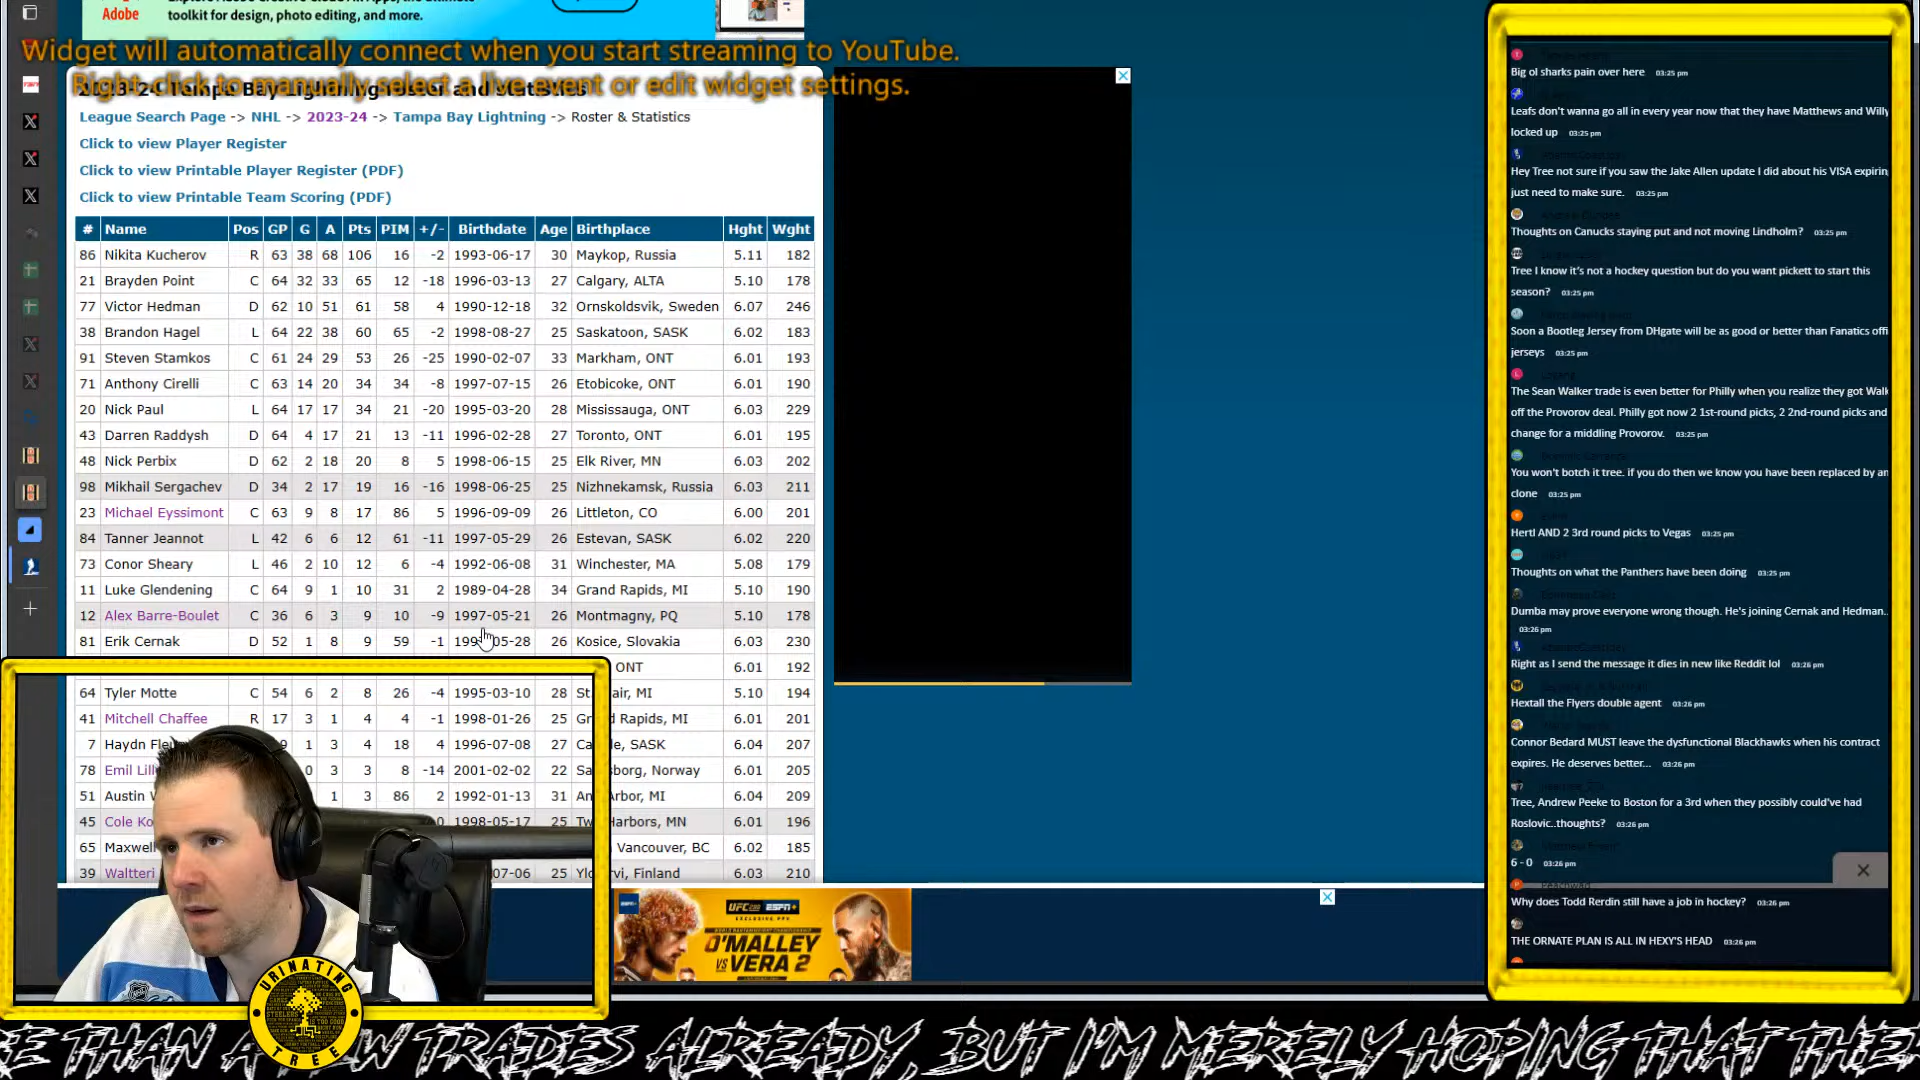 Adobe
toolkit for design, photo editing, and more.
Widget will automatically connect when you start streaming to YouTube.
Right-click to manually select a live event or edit widget settings.
League Search Page -> NHL -> 2023-24 -> Tampa Bay Lightning -> Roster & Statistics
Click to view Player Register
Click to view Printable Player Register (PDF)
Click to view Printable Team Scoring (PDF)
# Name Pos GP G A Pts PIM +/- Birthdate Age Birthplace Hght Wght
86 Nikita Kucherov R 63 38 68 106 16 -2 1993-06-17 30 Maykop, Russia 5.11 182
21 Brayden Point C 64 32 33 65 12 -18 1996-03-13 27 Calgary, ALTA 5.10 178
77 Victor Hedman D 62 10 51 61 58 4 1990-12-18 32 Ornskoldsvik, Sweden 6.07 246
38 Brandon Hagel L 64 22 38 60 65 -2 1998-08-27 25 Saskatoon, SASK 6.02 183
91 Steven Stamkos C 61 24 29 53 26 -25 1990-02-07 33 Markham, ONT 6.01 193
71 Anthony Cirelli C 63 14 20 34 34 -8 1997-07-15 26 Etobicoke, ONT 6.01 190
20 Nick Paul L 64 17 17 34 21 -20 1995-03-20 28 Mississauga, ONT 6.03 229
43 Darren Raddysh D 64 4 17 21 13 -11 1996-02-28 27 Toronto, ONT 6.01 195
48 Nick Perbix D 62 2 18 20 8 5 1998-06-15 25 Elk River, MN 6.03 202
98 Mikhail Sergachev D 34 2 17 19 16 -16 1998-06-25 25 Nizhnekamsk, Russia 6.03 211
23 Michael Eyssimont C 63 9 8 17 86 5 1996-09-09 26 Littleton, CO 6.00 201
84 Tanner Jeannot L 42 6 6 12 61 -11 1997-05-29 26 Estevan, SASK 6.02 220
73 Conor Sheary L 46 2 10 12 6 -4 1992-06-08 31 Winchester, MA 5.08 179
11 Luke Glendening C 64 9 1 10 31 2 1989-04-28 34 Grand Rapids, MI 5.10 190
12 Alex Barre-Boulet C 36 6 3 9 10 -9 1997-05-21 26 Montmagny, PQ 5.10 178
81 Erik Cernak D 52 1 8 9 59 -1 05-28 26 Kosice, Slovakia 6.03 230
ONT 6.01 192
64 Tyler Motte C 54 6 2 8 26 -4 1995-03-10 28 St air, MI 5.10 194
41 Mitchell Chaffee R 17 3 1 4 4 -1 1998-01-26 25 Gr d Rapids, MI 6.01 201
7 Haydn Fle 9 1 3 4 18 4 1996-07-08 27 Ca le, SASK 6.04 207
78 Emil Lill 0 3 3 8 -14 2001-02-02 22 Sa sborg, Norway 6.01 205
51 Austin W 1 3 86 2 1992-01-13 31 An Arbor, MI 6.04 209
45 Cole Ko 0 1998-05-17 25 Tw Harbors, MN 6.01 196
65 Maxwell Vancouver, BC 6.02 185
39 Waltteri 07-06 25 Ylo vi, Finland 6.03 210
UFC 299 ESPN+
O'MALLEY
VS VERA 2
URINATING
TREE
Big ol sharks pain over here 03:25 pm
Leafs don't wanna go all in every year now that they have Matthews and Willy
locked up 03:25 pm
Hey Tree not sure if you saw the Jake Allen update I did about his VISA expirin
just need to make sure. 03:25 pm
Thoughts on Canucks staying put and not moving Lindholm? 03:25 pm
Tree I know it's not a hockey question but do you want pickett to start this
season? 03:25 pm
Soon a Bootleg Jersey from DHgate will be as good or better than Fanatics offi
jerseys 03:25 pm
The Sean Walker trade is even better for Philly when you realize they got Walk
off the Provorov deal. Philly got now 2 1st-round picks, 2 2nd-round picks and
change for a middling Provorov. 03:25 pm
You won't botch it tree. if you do then we know you have been replaced by an
clone 03:25 pm
Hertl AND 2 3rd round picks to Vegas 03:25 pm
Thoughts on what the Panthers have been doing 03:25 pm
Dumba may prove everyone wrong though. He's joining Cernak and Hedman..
03:26 pm
Right as I send the message it dies in new like Reddit lol 03:26 pm
Hextall the Flyers double agent 03:26 pm
Connor Bedard MUST leave the dysfunctional Blackhawks when his contract
expires. He deserves better... 03:26 pm
Tree, Andrew Peeke to Boston for a 3rd when they possibly could've had
Roslovic..thoughts? 03:26 pm
6 - 0 03:26 pm
Why does Todd Rerdin still have a job in hockey? 03:26 pm
THE ORNATE PLAN IS ALL IN HEXY'S HEAD 03:26 pm
E THAN A TRADES ALREADY, BUT I'M MERELY HOPING THAT THE